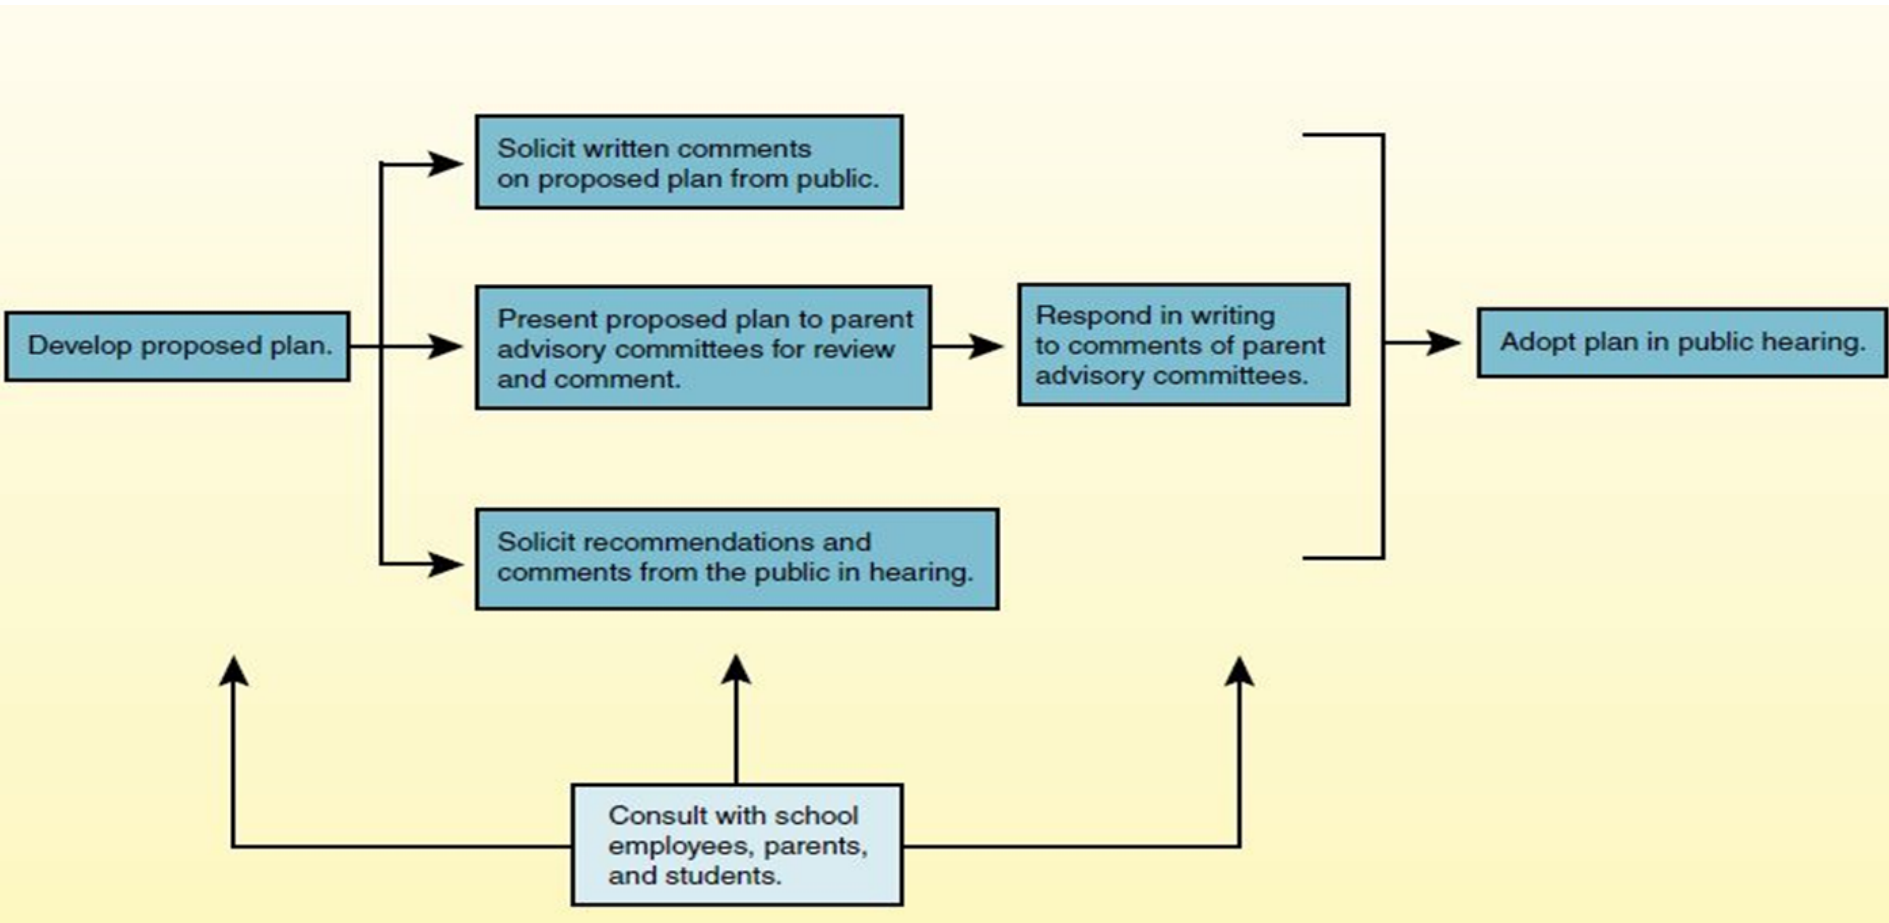 Develop proposed plan.
Solicit written comments
on proposed plan from public.
Present proposed plan to parent
advisory committees for review
and comment.
Solicit recommendations and
comments from the public in hearing.
Respond in writing
to comments of parent
advisory committees.
Adopt plan in public hearing.
Consult with school
employees, parents,
and students.